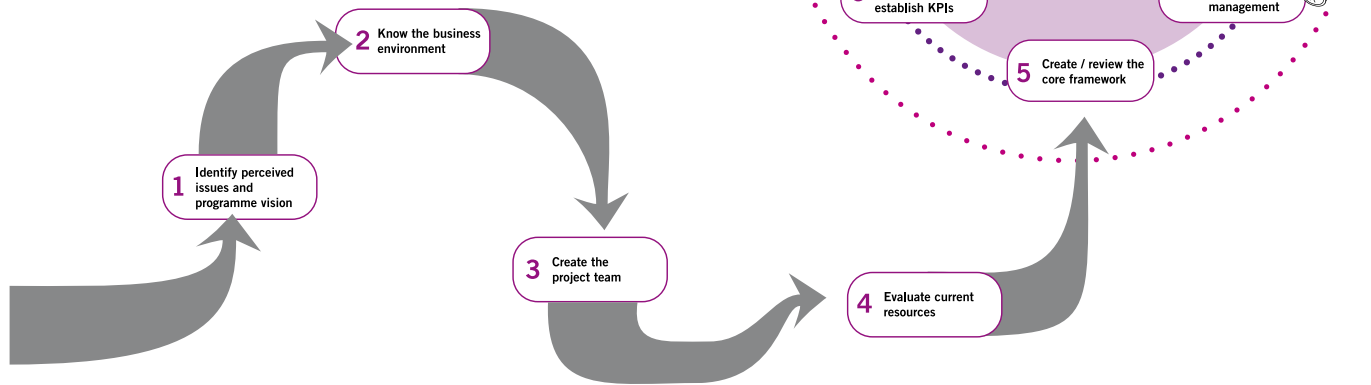 establish KPIs
management
2 Know the business
environment
5 Create / review the
core framework
1 Identify perceived
issues and
programme vision
3 Create the
project team
4 Evaluate current
resources